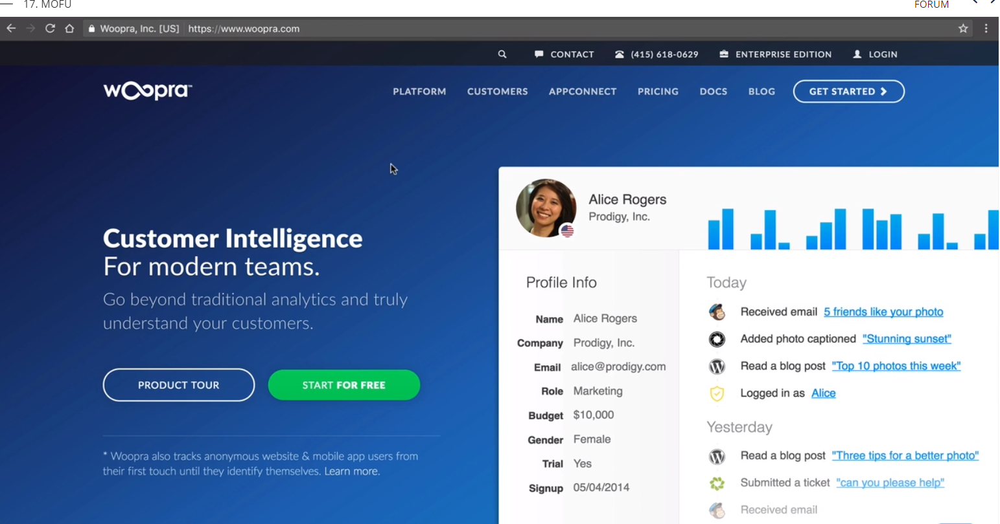 17. MOFU
FORUM
Woopra, Inc. [US] https://www.woopra.com
CONTACT
(415) 618-0629
ENTERPRISE EDITION
LOGIN
woopra™
PLATFORM
CUSTOMERS
APPCONNECT
PRICING
DOCS
BLOG
GET STARTED
Customer Intelligence
For modern teams.
Go beyond traditional analytics and truly
understand your customers.
PRODUCT TOUR
START FOR FREE
* Woopra also tracks anonymous website & mobile app users from
their first touch until they identify themselves. Learn more.
Alice Rogers
Prodigy, Inc.
Profile Info
Name Alice Rogers
Company Prodigy, Inc.
Email alice@prodigy.com
Role Marketing
Budget $10,000
Gender Female
Trial Yes
Signup 05/04/2014
Today
Received email 5 friends like your photo
Added photo captioned "Stunning sunset"
Read a blog post "Top 10 photos this week"
Logged in as Alice
Yesterday
Read a blog post "Three tips for a better photo"
Submitted a ticket "can you please help"
Received email